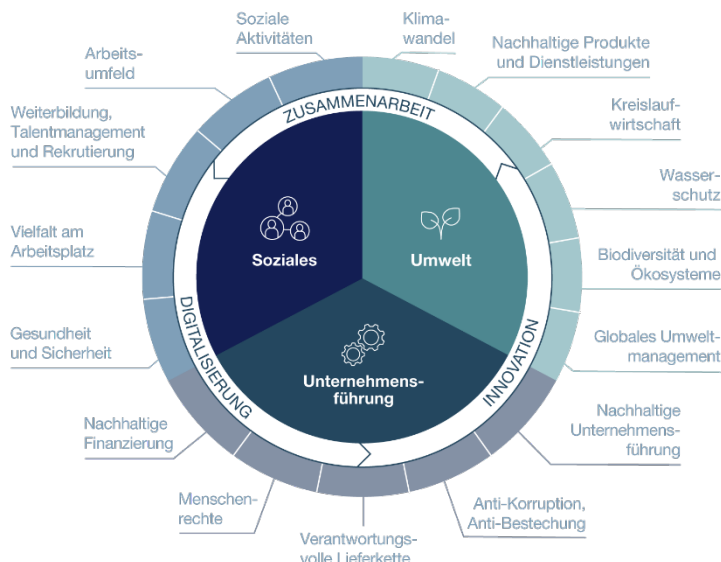 Soziale
Aktivitäten
Klima-
wandel
Arbeits-
umfeld
Nachhaltige Produkte
und Dienstleistungen
Weiterbildung,
Talentmanagement
und Rekrutierung
Kreislauf-
wirtschaft
ZUSAMMENARBEIT
Wasser-
schutz
Vielfalt am
Arbeitsplatz
Soziales
Umwelt
Biodiversität und
Ökosysteme
Gesundheit
und Sicherheit
DIGITALISIERUNG
INNOVATION
Globales Umwelt-
management
Unternehmens-
führung
Nachhaltige
Finanzierung
Nachhaltige
Unternehmens-
führung
Menschen-
rechte
Anti-Korruption,
Anti-Bestechung
Verantwortungs-
volle Lieferkette